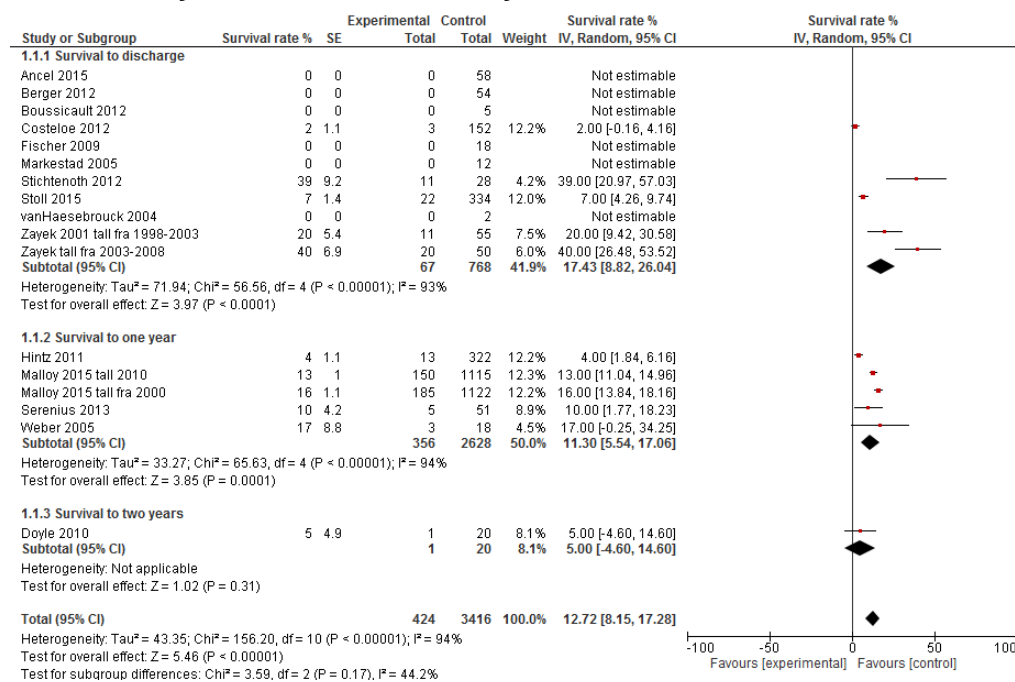 Experimental Control Survival rate % Survival rate %
Study or Subgroup Survival rate % SE Total Total Weight IV, Random, 95% CI IV, Random, 95% CI
1.1.1 Survival to discharge
Ancel 2015 0 0 0 58 Not estimable
Berger 2012 0 0 0 54 Not estimable
Boussicault 2012 0 0 0 5 Not estimable
Costeloe 2012 2 1.1 3 152 12.2% 2.00 [-0.16, 4.16]
Fischer 2009 0 0 0 18 Not estimable
Markestad 2005 0 0 0 12 Not estimable
Stichtenoth 2012 39 9.2 11 28 4.2% 39.00 [20.97, 57.03]
Stoll 2015 7 1.4 22 334 12.0% 7.00 [4.26, 9.74]
vanHaesebrouck 2004 0 0 0 2 Not estimable
Zayek 2001 tall fra 1998-2003 20 5.4 11 55 7.5% 20.00 [9.42, 30.58]
Zayek tall fra 2003-2008 40 6.9 20 50 6.0% 40.00 [26.48, 53.52]
Subtotal (95% CI) 67 768 41.9% 17.43 [8.82, 26.04]
Heterogeneity: Tau² = 71.94; Chi² = 56.56, df = 4 (P < 0.00001); I² = 93%
Test for overall effect: Z = 3.97 (P < 0.0001)
1.1.2 Survival to one year
Hintz 2011 4 1.1 13 322 12.2% 4.00 [1.84, 6.16]
Malloy 2015 tall 2010 13 1 150 1115 12.3% 13.00 [11.04, 14.96]
Malloy 2015 tall fra 2000 16 1.1 185 1122 12.2% 16.00 [13.84, 18.16]
Serenius 2013 10 4.2 5 51 8.9% 10.00 [1.77, 18.23]
Weber 2005 17 8.8 3 18 4.5% 17.00 [-0.25, 34.25]
Subtotal (95% CI) 356 2628 50.0% 11.30 [5.54, 17.06]
Heterogeneity: Tau² = 33.27; Chi² = 65.63, df = 4 (P < 0.00001); I² = 94%
Test for overall effect: Z = 3.85 (P = 0.0001)
1.1.3 Survival to two years
Doyle 2010 5 4.9 1 20 8.1% 5.00 [-4.60, 14.60]
Subtotal (95% CI) 1 20 8.1% 5.00 [-4.60, 14.60]
Heterogeneity: Not applicable
Test for overall effect: Z = 1.02 (P = 0.31)
Total (95% CI) 424 3416 100.0% 12.72 [8.15, 17.28]
Heterogeneity: Tau² = 43.35; Chi² = 156.20, df = 10 (P < 0.00001); I² = 94%
Test for overall effect: Z = 5.46 (P < 0.00001)
Test for subgroup differences: Chi² = 3.59, df = 2 (P = 0.17), I² = 44.2%
-100 -50 0 50 100
Favours [experimental] Favours [control]